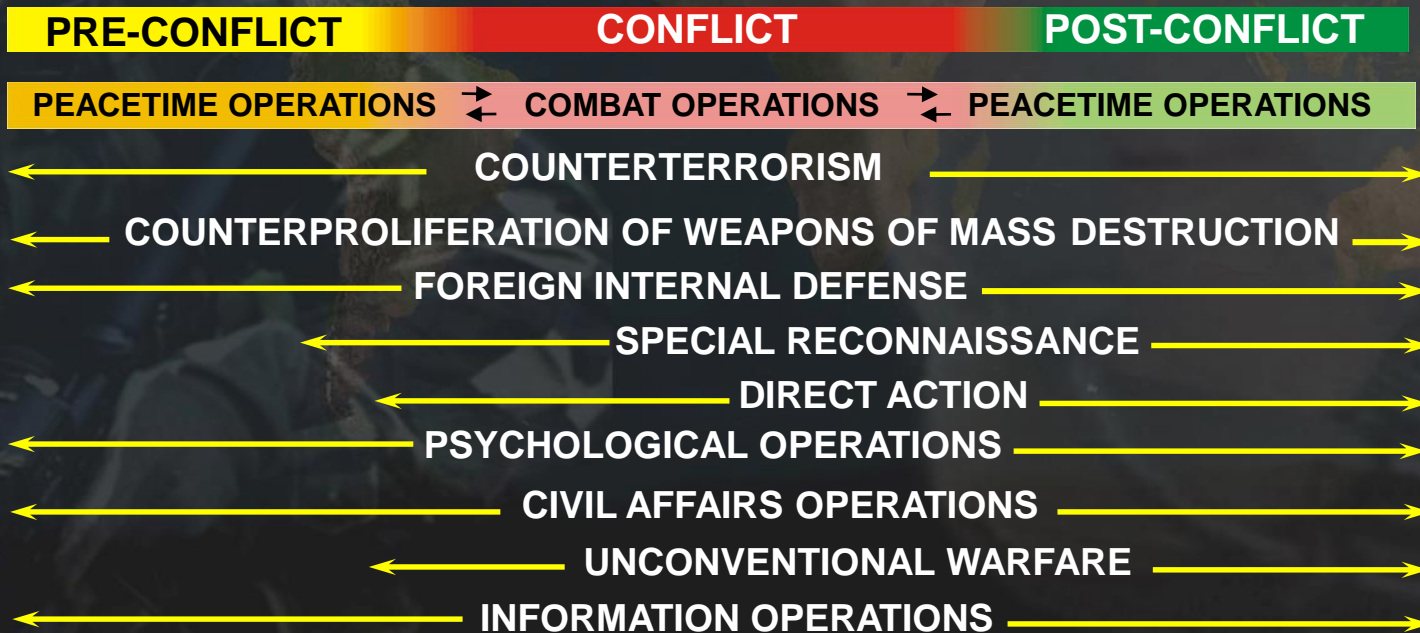 PRE-CONFLICT CONFLICT POST-CONFLICT
PEACETIME OPERATIONS COMBAT OPERATIONS PEACETIME OPERATIONS
COUNTERTERRORISM
COUNTERPROLIFERATION OF WEAPONS OF MASS DESTRUCTION
FOREIGN INTERNAL DEFENSE
SPECIAL RECONNAISSANCE
DIRECT ACTION
PSYCHOLOGICAL OPERATIONS
CIVIL AFFAIRS OPERATIONS
UNCONVENTIONAL WARFARE
INFORMATION OPERATIONS